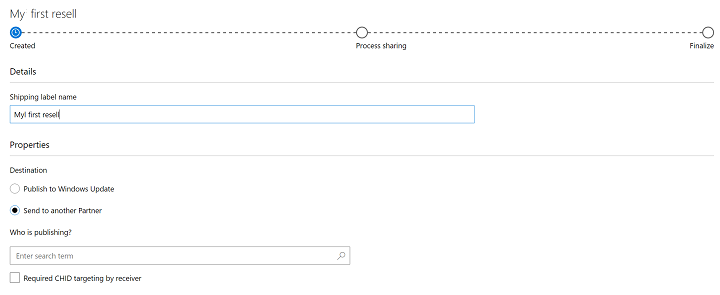 My first resell
Created
Process sharing
Finalize
Details
Shipping label name
Myl first resell
Properties
Destination
Publish to Windows Update
Send to another Partner
Who is publishing?
Enter search term
Required CHID targeting by receiver